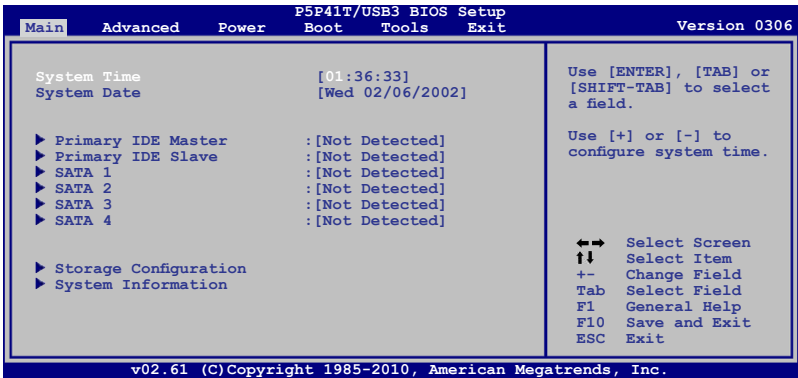 P5P41T/USB3 BIOS Setup
Main Advanced Power Boot Tools Exit Version 0306
System Time [01:36:33]
System Date [Wed 02/06/2002]
Primary IDE Master :[Not Detected]
Primary IDE Slave :[Not Detected]
SATA 1 :[Not Detected]
SATA 2 :[Not Detected]
SATA 3 :[Not Detected]
SATA 4 :[Not Detected]
Storage Configuration
System Information
Use [ENTER], [TAB] or
[SHIFT-TAB] to select
a field.
Use [+] or [-] to
configure system time.
←→ Select Screen
↑↓ Select Item
+- Change Field
Tab Select Field
F1 General Help
F10 Save and Exit
ESC Exit
v02.61 (C)Copyright 1985-2010, American Megatrends, Inc.